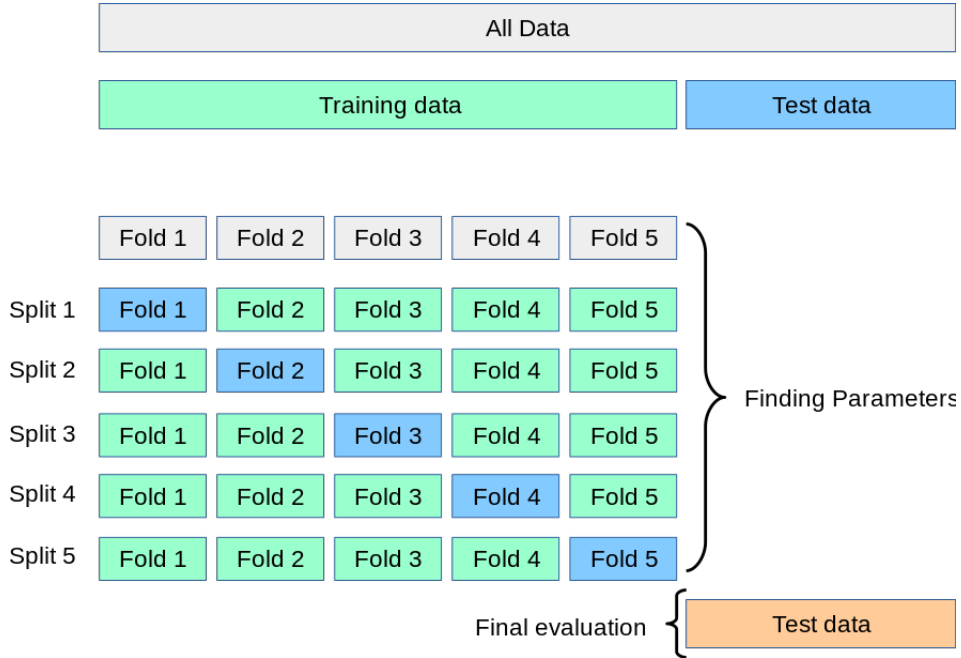 All Data
Training data Test data
Fold 1 Fold 2 Fold 3 Fold 4 Fold 5
Split 1 Fold 1 Fold 2 Fold 3 Fold 4 Fold 5
Split 2 Fold 1 Fold 2 Fold 3 Fold 4 Fold 5
Finding Parameters
Split 3 Fold 1 Fold 2 Fold 3 Fold 4 Fold 5
Split 4 Fold 1 Fold 2 Fold 3 Fold 4 Fold 5
Split 5 Fold 1 Fold 2 Fold 3 Fold 4 Fold 5
Final evaluation Test data